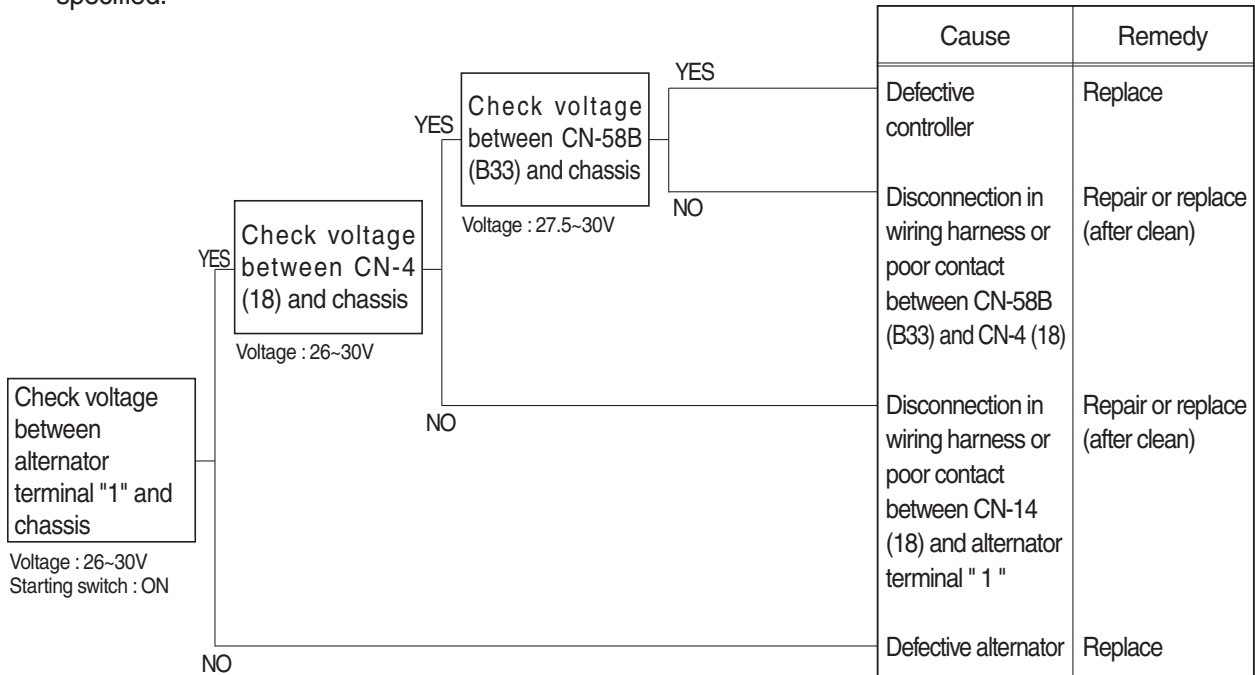 specified.
Cause
Remedy
YES
Check voltage
between CN-58B
(B33) and chassis
YES
Voltage : 27.5~30V
NO
Defective
controller
Replace
Disconnection in
wiring harness or
poor contact
between CN-58B
(B33) and CN-4 (18)
Repair or replace
(after clean)
YES
Check voltage
between CN-4
(18) and chassis
Voltage : 26~30V
NO
Disconnection in
wiring harness or
poor contact
between CN-14
(18) and alternator
terminal " 1 "
Repair or replace
(after clean)
Check voltage
between
alternator
terminal "1" and
chassis
Voltage : 26~30V
Starting switch : ON
NO
Defective alternator
Replace